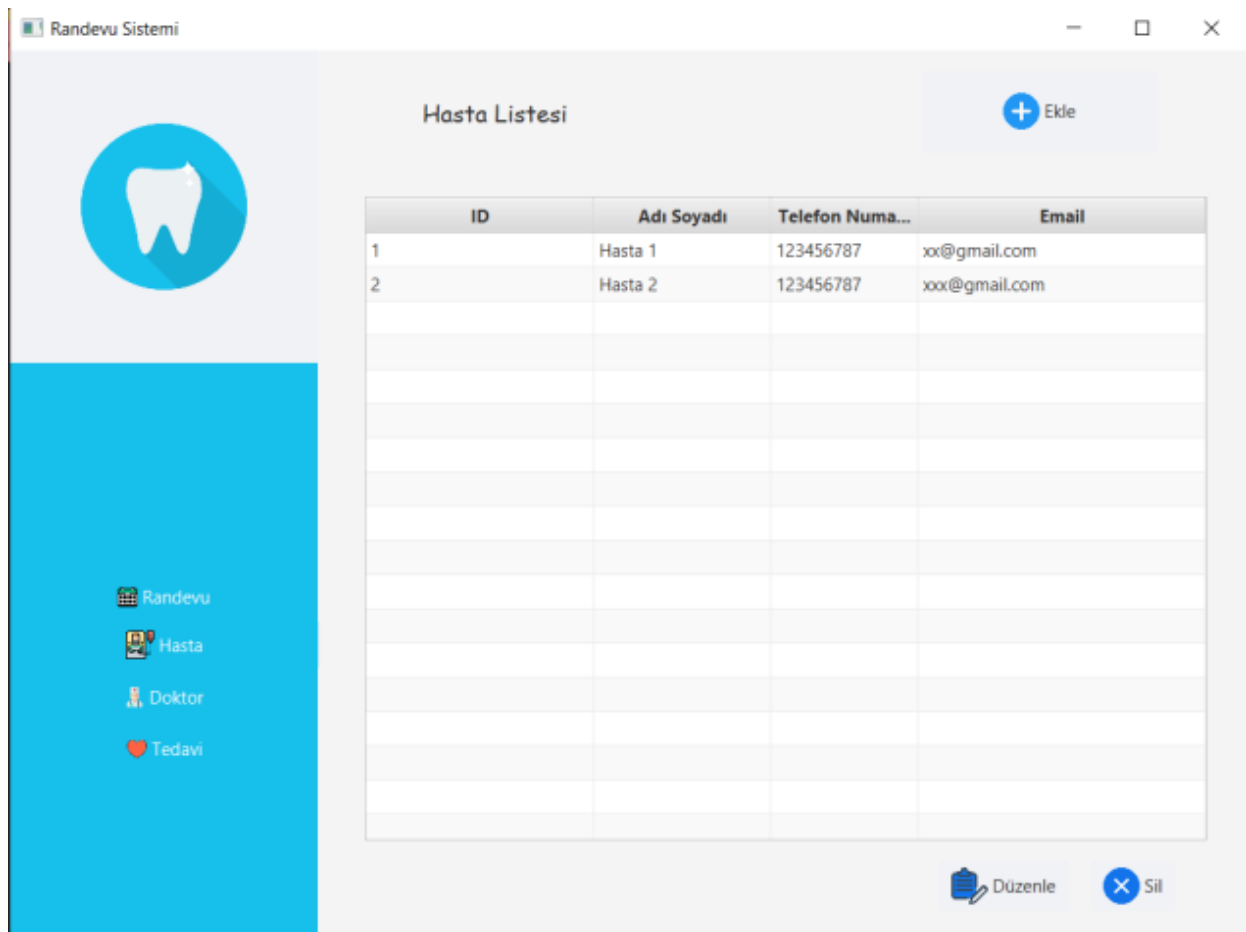 Randevu Sistemi
Hasta Listesi
Ekle
ID Adı Soyadı Telefon Numa... Email
1 Hasta 1 123456787 xx@gmail.com
2 Hasta 2 123456787 xxx@gmail.com
Randevu
Hasta
Doktor
Tedavi
Düzenle Sil